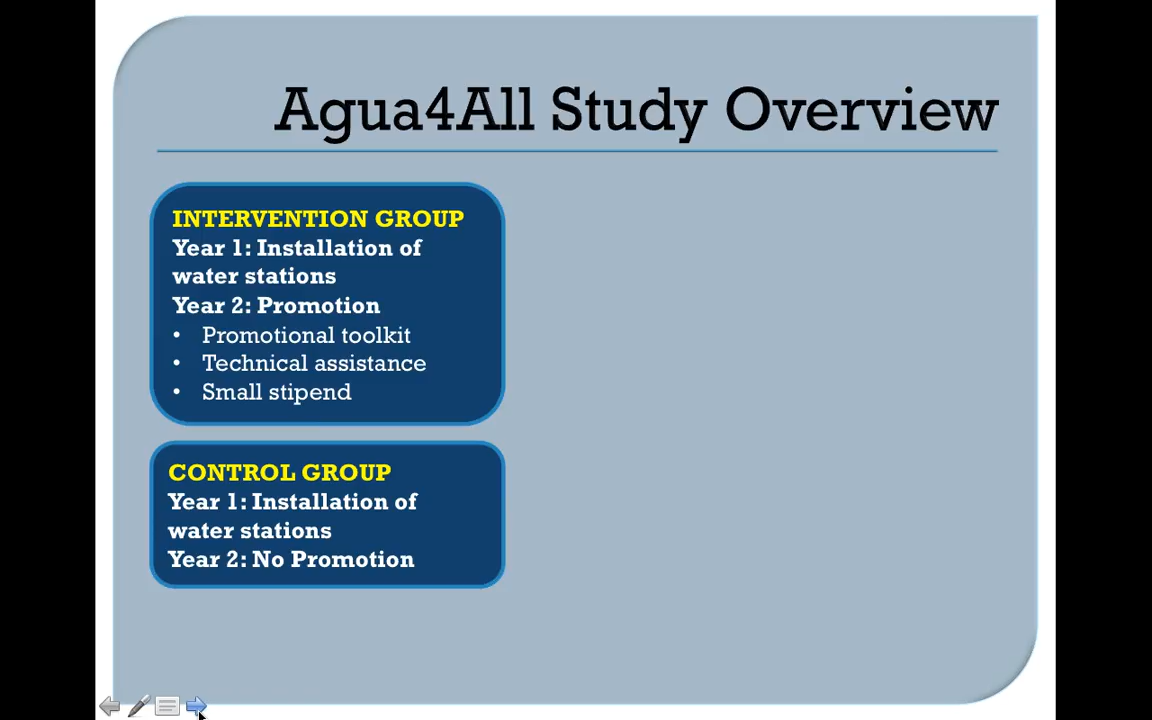 Agua4All Study Overview
INTERVENTION GROUP
Year 1: Installation of
water stations
Year 2: Promotion
• Promotional toolkit
• Technical assistance
• Small stipend
CONTROL GROUP
Year 1: Installation of
water stations
Year 2: No Promotion